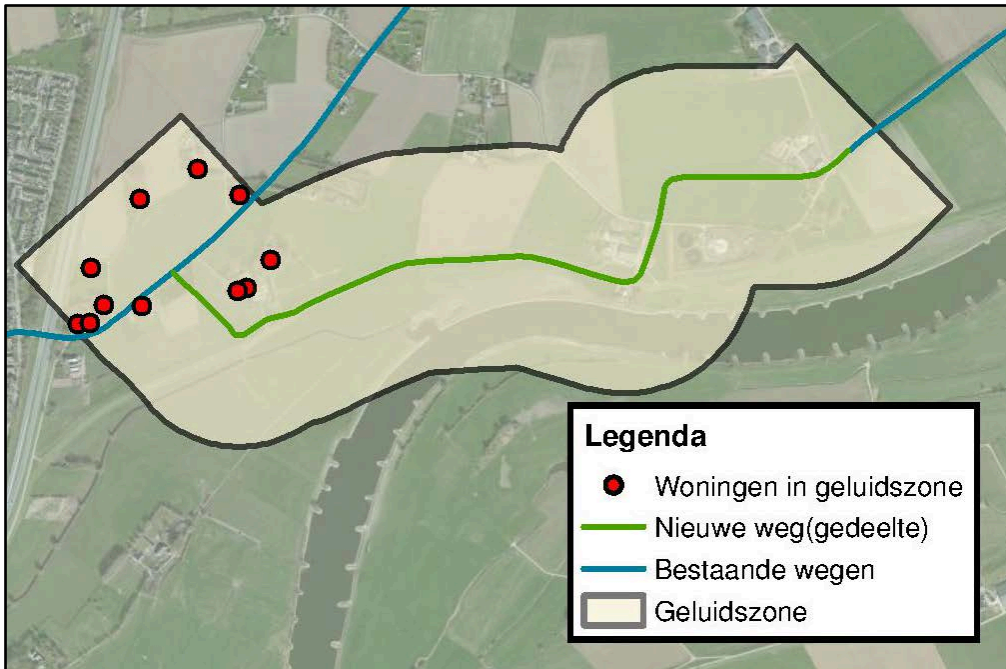 Legenda
Woningen in geluidszone
Nieuwe weg(gedeelte)
Bestaande wegen
Geluidszone